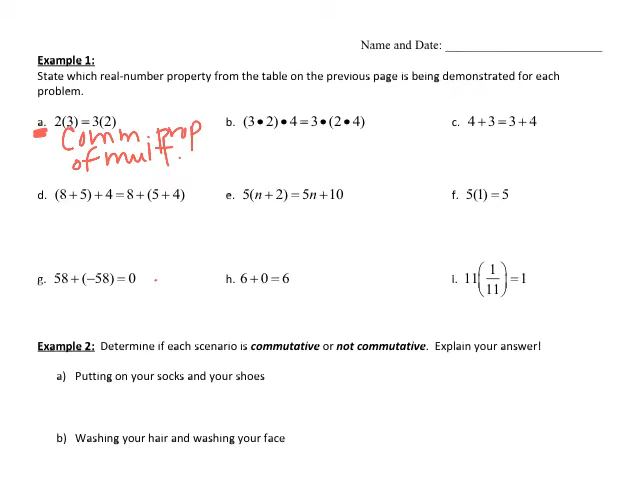 Name and Date: ___________________________
Example 1:
State which real-number property from the table on the previous page is being demonstrated for each
problem.
a. 2(3) = 3(2)
Comm. prop
of mult.
b. (3 • 2) • 4 = 3 • (2 • 4)
c. 4 + 3 = 3 + 4
d. (8 + 5) + 4 = 8 + (5 + 4)
e. 5(n + 2) = 5n + 10
f. 5(1) = 5
g. 58 + (−58) = 0
h. 6 + 0 = 6
i. 11(1/11) = 1
Example 2: Determine if each scenario is commutative or not commutative. Explain your answer!
a) Putting on your socks and your shoes
b) Washing your hair and washing your face